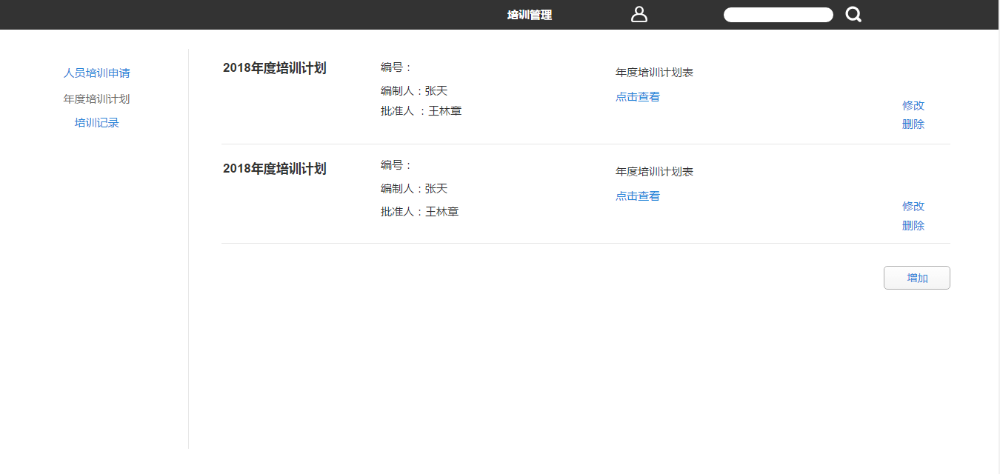 培训管理
人员培训申请
年度培训计划
培训记录
2018年度培训计划
编号：
编制人：张天
批准人 ：王林章
年度培训计划表
点击查看
修改
删除
2018年度培训计划
编号：
编制人：张天
批准人：王林章
年度培训计划表
点击查看
修改
删除
增加